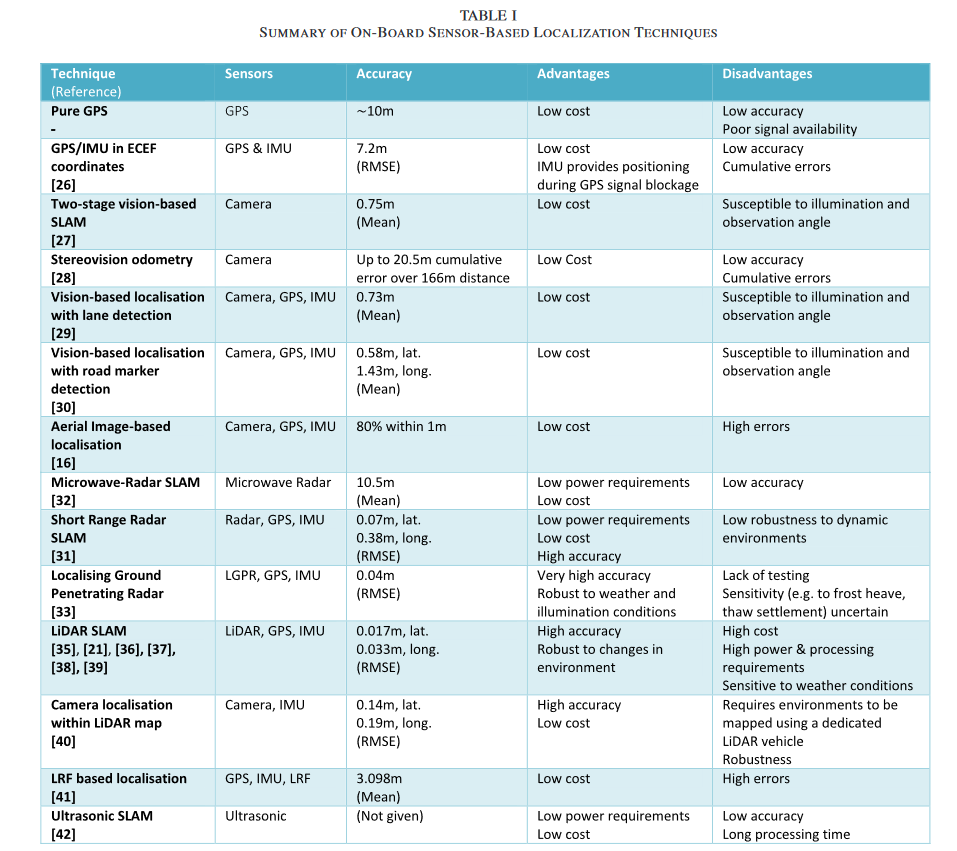 TABLE I
SUMMARY OF ON-BOARD SENSOR-BASED LOCALIZATION TECHNIQUES
Technique Sensors Accuracy Advantages Disadvantages
(Reference)
Pure GPS GPS ~10m Low cost Low accuracy
- Poor signal availability
GPS/IMU in ECEF GPS & IMU 7.2m Low cost Low accuracy
coordinates (RMSE) IMU provides positioning Cumulative errors
[26] during GPS signal blockage
Two-stage vision-based Camera 0.75m Low cost Susceptible to illumination and
SLAM (Mean) observation angle
[27]
Stereovision odometry Camera Up to 20.5m cumulative Low Cost Low accuracy
[28] error over 166m distance Cumulative errors
Vision-based localisation Camera, GPS, IMU 0.73m Low cost Susceptible to illumination and
with lane detection (Mean) observation angle
[29]
Vision-based localisation Camera, GPS, IMU 0.58m, lat. Low cost Susceptible to illumination and
with road marker 1.43m, long. observation angle
detection (Mean)
[30]
Aerial Image-based Camera, GPS, IMU 80% within 1m Low cost High errors
localisation
[16]
Microwave-Radar SLAM Microwave Radar 10.5m Low power requirements Low accuracy
[32] (Mean) Low cost
Short Range Radar Radar, GPS, IMU 0.07m, lat. Low power requirements Low robustness to dynamic
SLAM 0.38m, long. Low cost environments
[31] (RMSE) High accuracy
Localising Ground LGPR, GPS, IMU 0.04m Very high accuracy Lack of testing
Penetrating Radar (RMSE) Robust to weather and Sensitivity (e.g. to frost heave,
[33] illumination conditions thaw settlement) uncertain
LiDAR SLAM LiDAR, GPS, IMU 0.017m, lat. High accuracy High cost
[35], [21], [36], [37], 0.033m, long. Robust to changes in High power & processing
[38], [39] (RMSE) environment requirements
Sensitive to weather conditions
Camera localisation Camera, IMU 0.14m, lat. High accuracy Requires environments to be
within LiDAR map 0.19m, long. Low cost mapped using a dedicated
[40] (RMSE) LiDAR vehicle
Robustness
LRF based localisation GPS, IMU, LRF 3.098m Low cost High errors
[41] (Mean)
Ultrasonic SLAM Ultrasonic (Not given) Low power requirements Low accuracy
[42] Low cost Long processing time